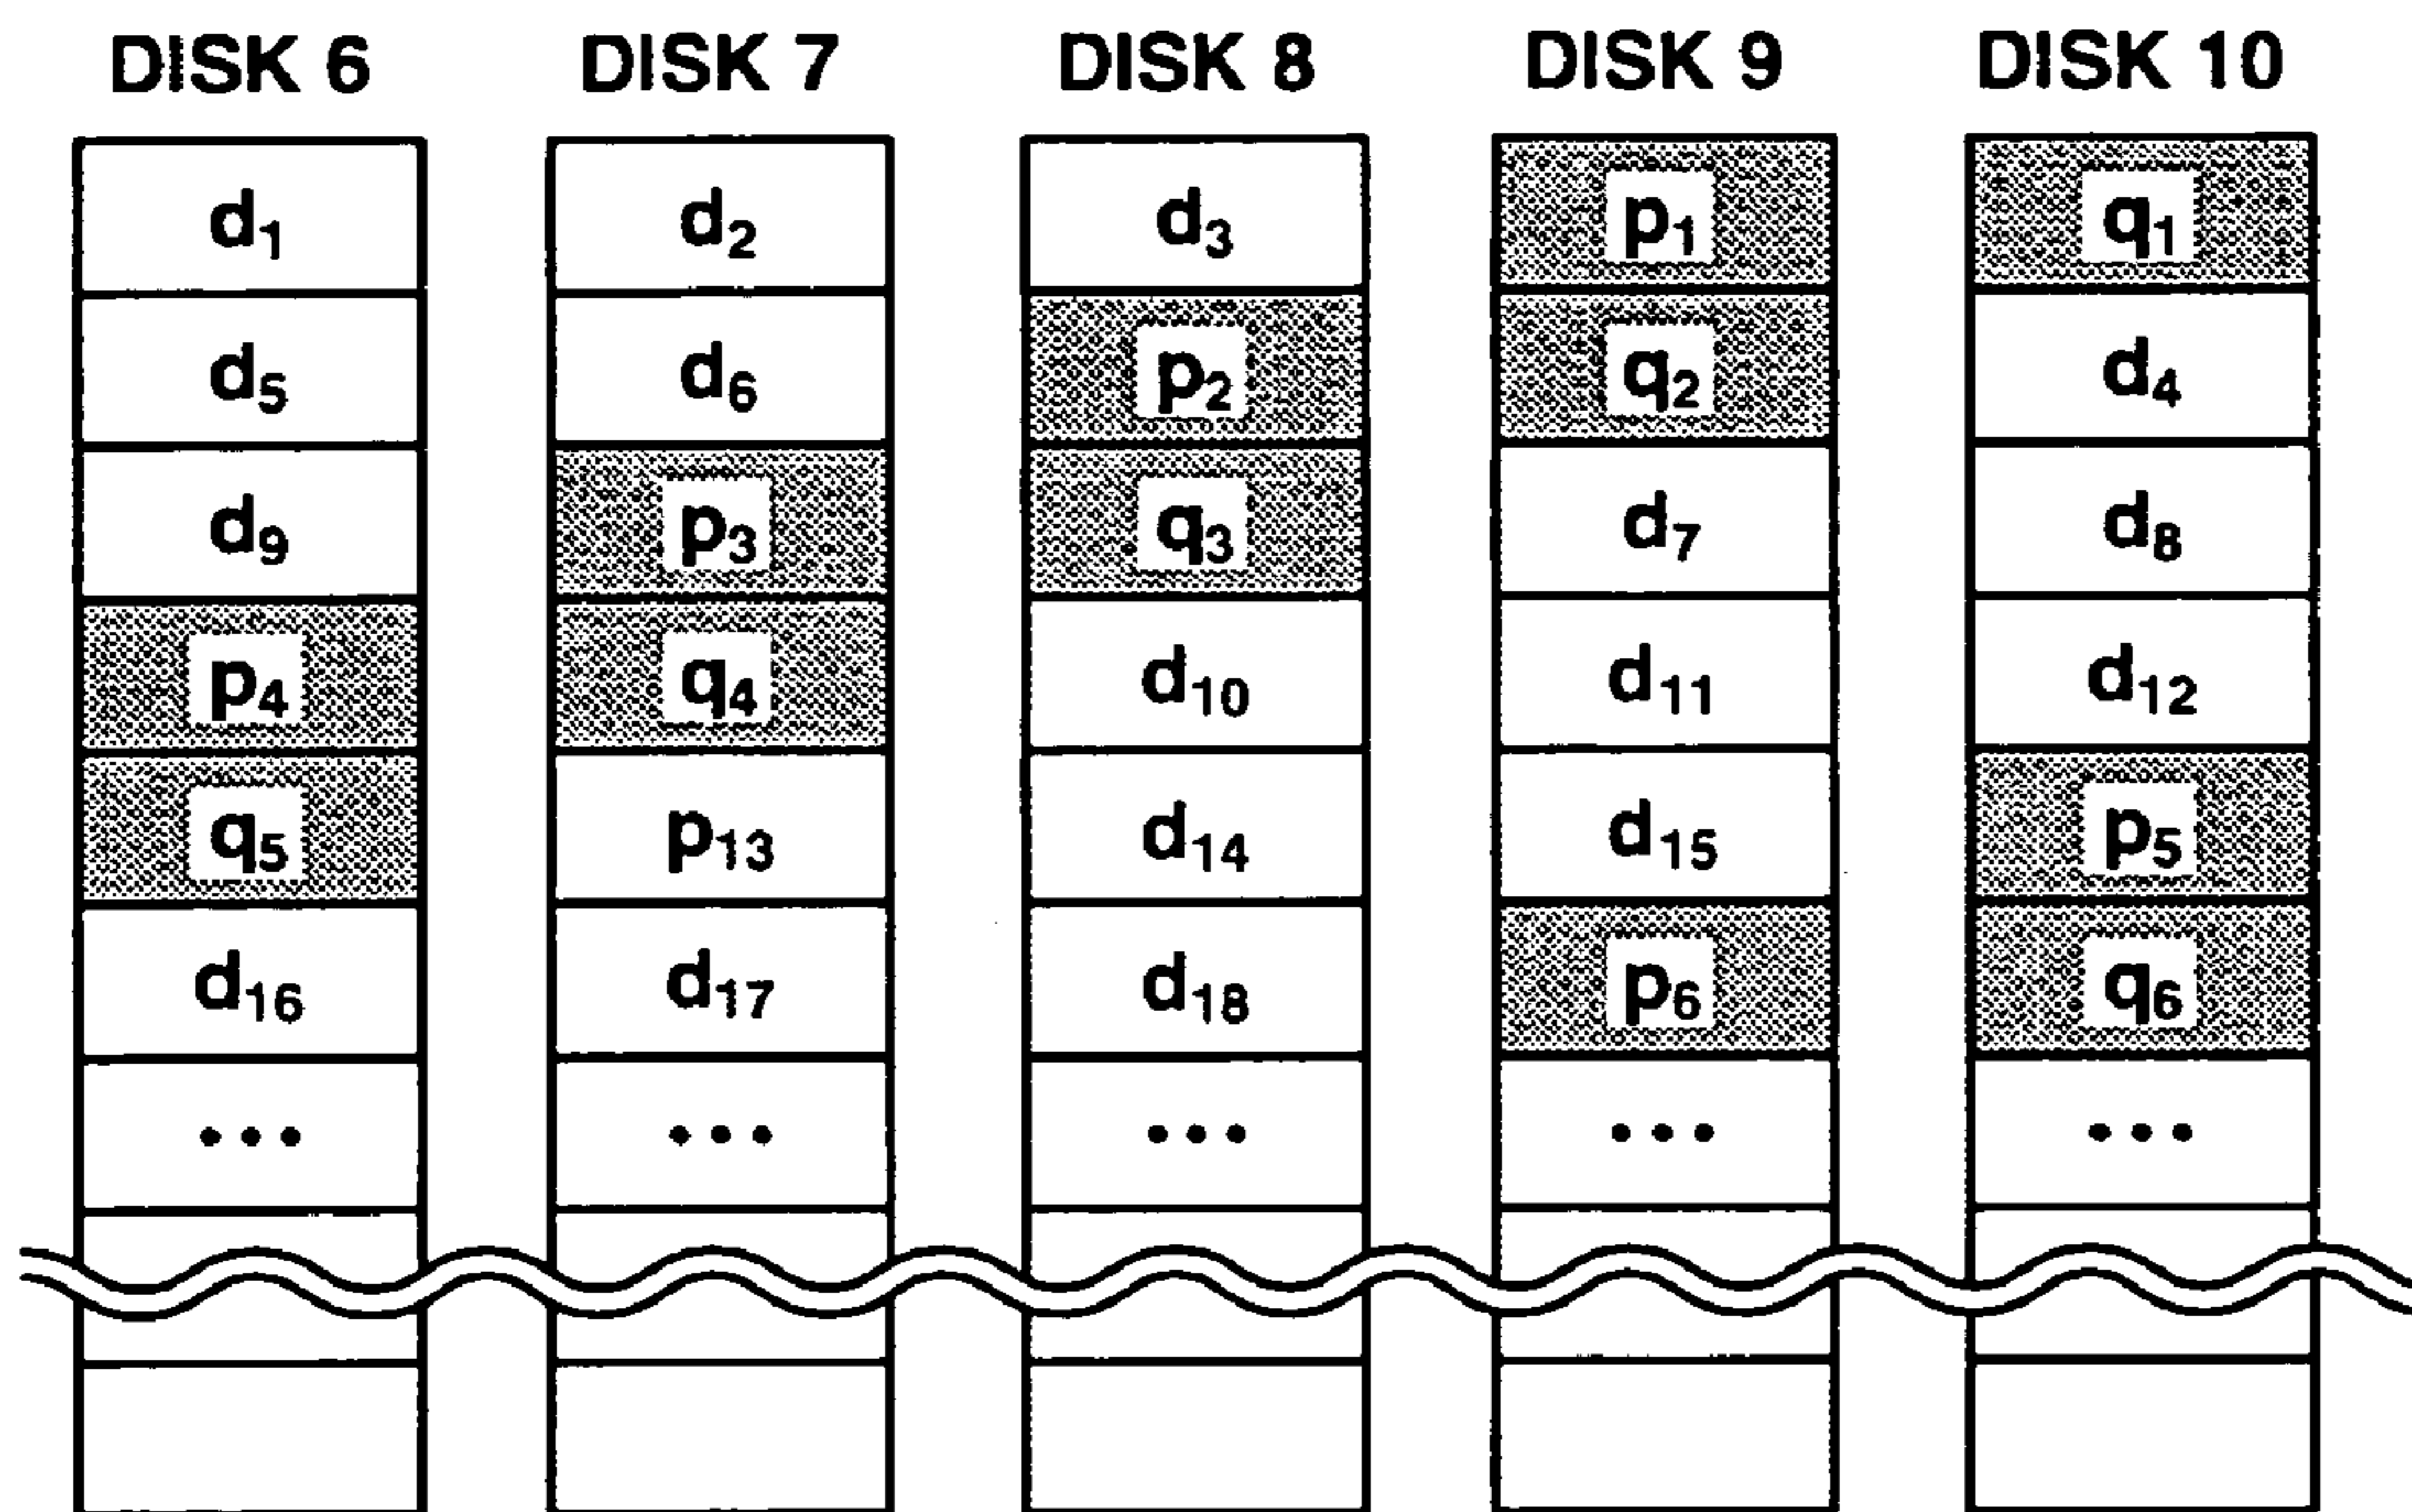 DISK 6 DISK 7 DISK 8 DISK 9 DISK 10
d₁ d₂ d₃ p₁ q₁
d₅ d₆ p₂ q₂ d₄
d₉ p₃ q₃ d₇ d₈
p₄ q₄ d₁₀ d₁₁ d₁₂
q₅ p₁₃ d₁₄ d₁₅ p₅
d₁₆ d₁₇ d₁₈ p₆ q₆
... ... ... ... ...